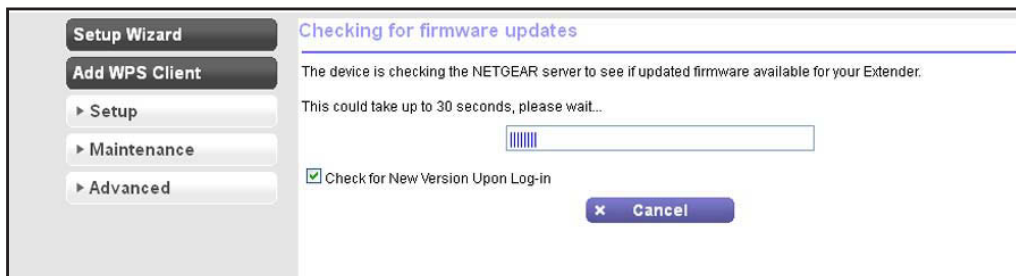 Setup Wizard
Add WPS Client
Setup
Maintenance
Advanced
Checking for firmware updates
The device is checking the NETGEAR server to see if updated firmware available for your Extender.
This could take up to 30 seconds, please wait...
Check for New Version Upon Log-in
Cancel